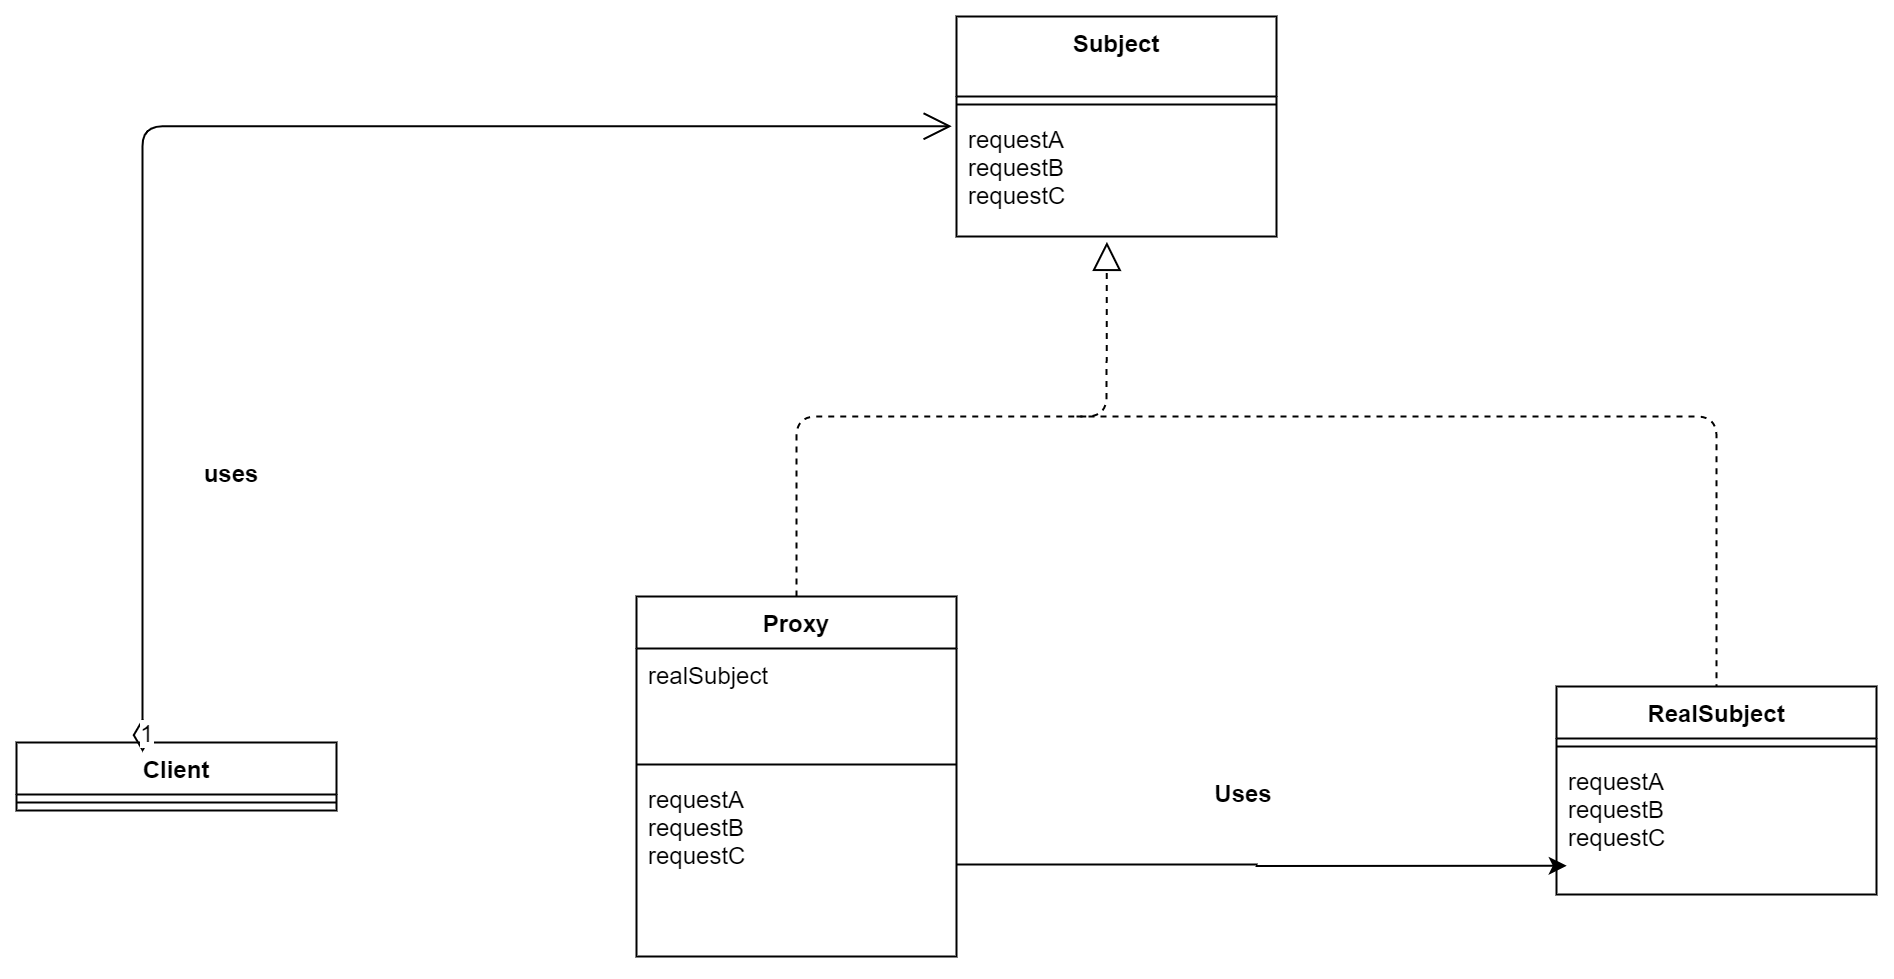 Subject
requestA
requestB
requestC
uses
Proxy
realSubject
requestA
requestB
requestC
Uses
RealSubject
requestA
requestB
requestC
1
Client